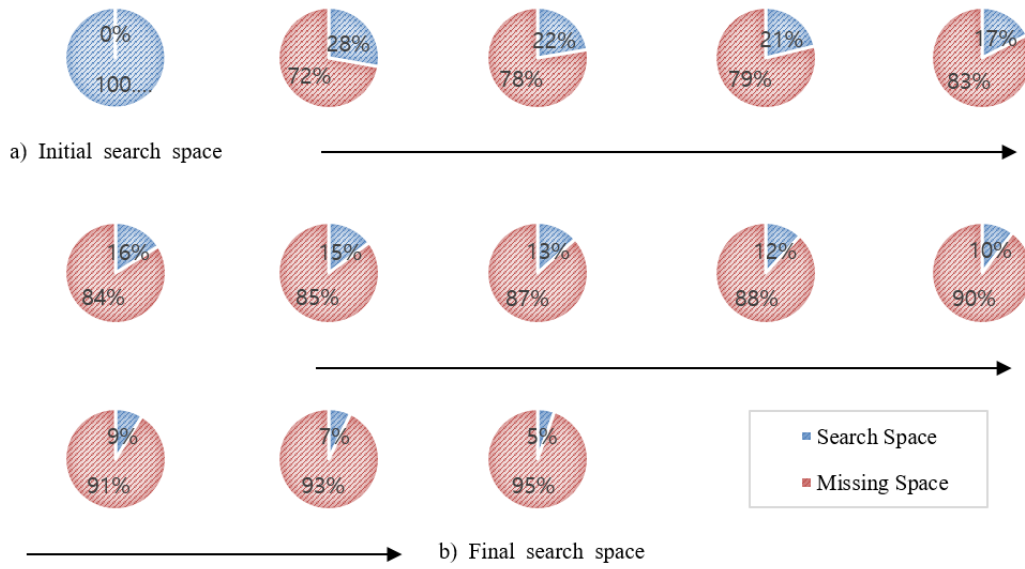 0% 28% 22% 21% 17%
100.... 72% 78% 79% 83%
a) Initial search space
16% 15% 13% 12% 10%
84% 85% 87% 88% 90%
9% 7% 5%
91% 93% 95%
Search Space
Missing Space
b) Final search space